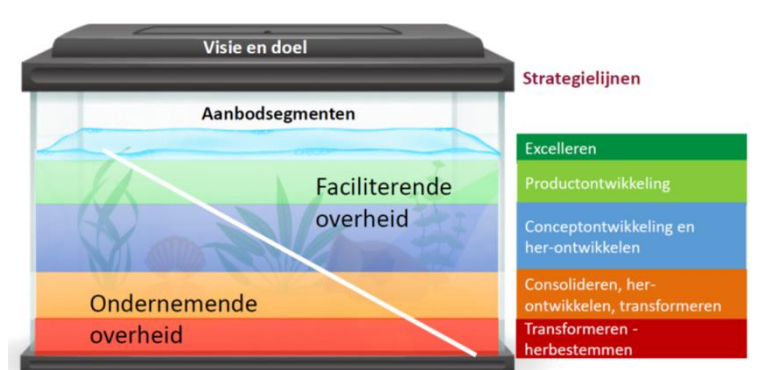 Visie en doel
Strategielijnen
Aanbodsegmenten
Excelleren
Faciliterende
overheid
Productontwikkeling
Conceptontwikkeling en
her-ontwikkelen
Ondernemende
overheid
Consolideren, her-
ontwikkelen, transformeren
Transformeren -
herbestemmen